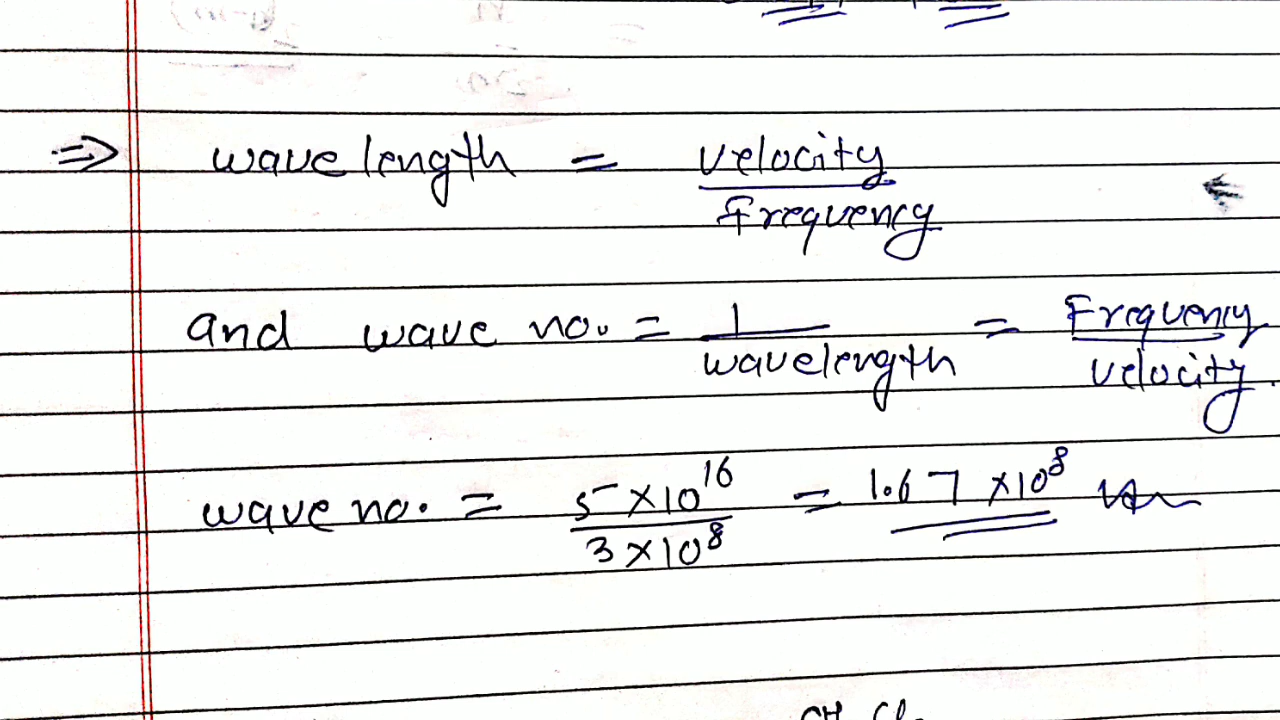 ⇒ wavelength = velocity / Frequency
and wave no. = 1 / wavelength = Frequency / velocity.
wave no. = 5 × 10^16 / 3 × 10^8 = 1.67 × 10^8